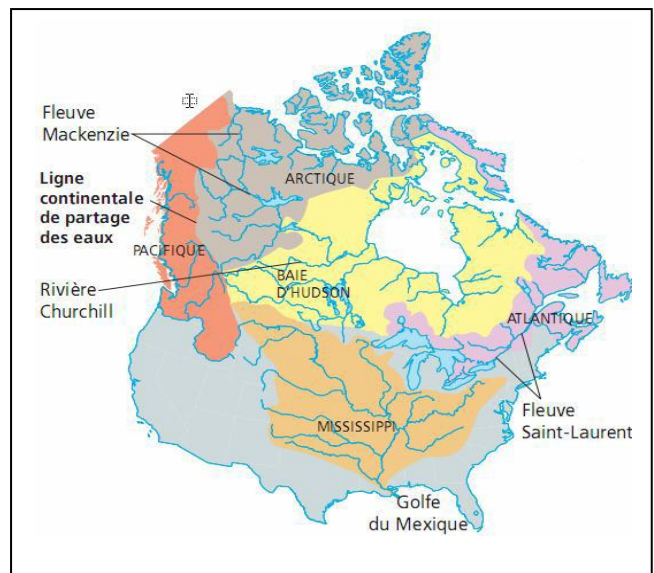 Fleuve
Mackenzie
ARCTIQUE
Ligne
continentale
de partage
des eaux
PACIFIQUE
Rivière
Churchill
BAIE
D'HUDSON
ATLANTIQUE
Fleuve
Saint-Laurent
MISSISSIPPI
Golfe
du Mexique